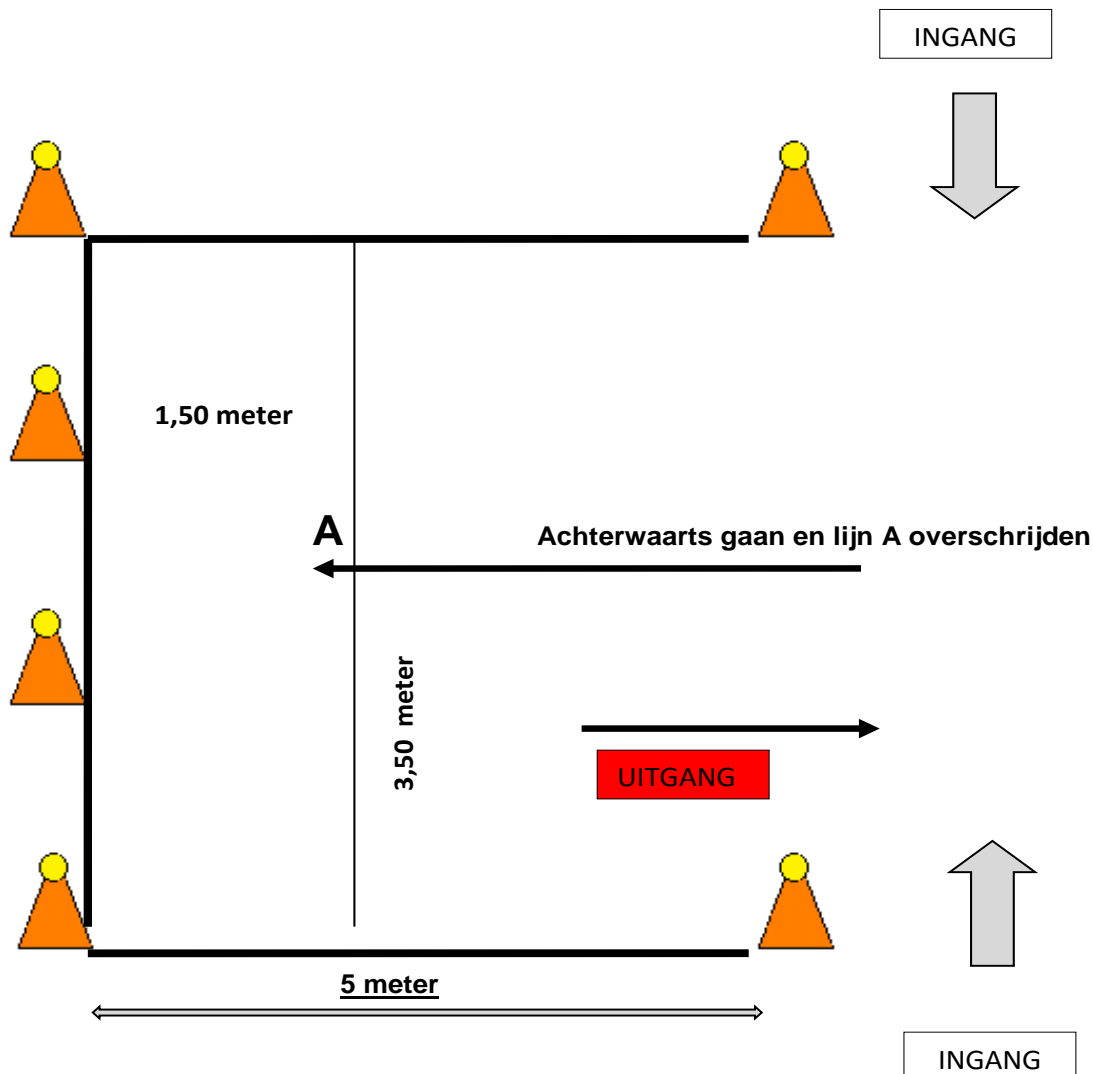 INGANG
1,50 meter
A
Achterwaarts gaan en lijn A overschrijden
3,50 meter
UITGANG
5 meter
INGANG